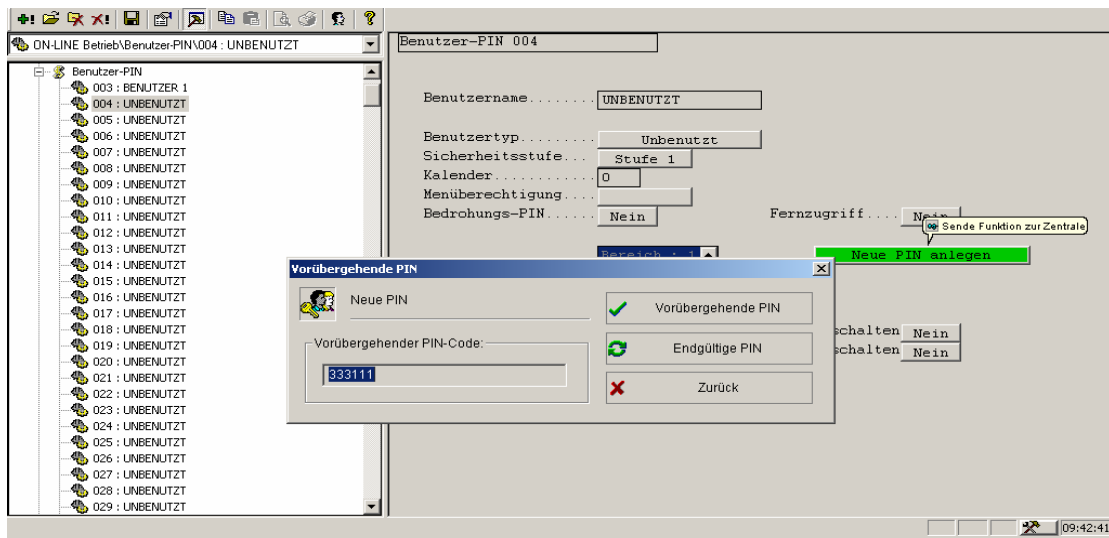 ON-LINE Betrieb\Benutzer-PIN\004 : UNBENUTZT
Benutzer-PIN
003 : BENUTZER 1
004 : UNBENUTZT
005 : UNBENUTZT
006 : UNBENUTZT
007 : UNBENUTZT
008 : UNBENUTZT
009 : UNBENUTZT
010 : UNBENUTZT
011 : UNBENUTZT
012 : UNBENUTZT
013 : UNBENUTZT
014 : UNBENUTZT
015 : UNBENUTZT
016 : UNBENUTZT
017 : UNBENUTZT
018 : UNBENUTZT
019 : UNBENUTZT
020 : UNBENUTZT
021 : UNBENUTZT
022 : UNBENUTZT
023 : UNBENUTZT
024 : UNBENUTZT
025 : UNBENUTZT
026 : UNBENUTZT
027 : UNBENUTZT
028 : UNBENUTZT
029 : UNBENUTZT
Benutzer-PIN 004
Benutzername........ UNBENUTZT
Benutzertyp......... Unbenutzt
Sicherheitsstufe... Stufe 1
Kalender............ 0
Menüberechtigung....
Bedrohungs-PIN...... Nein Fernzugriff.... Nein
Sende Funktion zur Zentrale
Bereich : 1 Neue PIN anlegen
schalten Nein
schalten Nein
Vorübergehende PIN
Neue PIN
Vorübergehender PIN-Code:
333111
Vorübergehende PIN
Endgültige PIN
Zurück
09:42:41